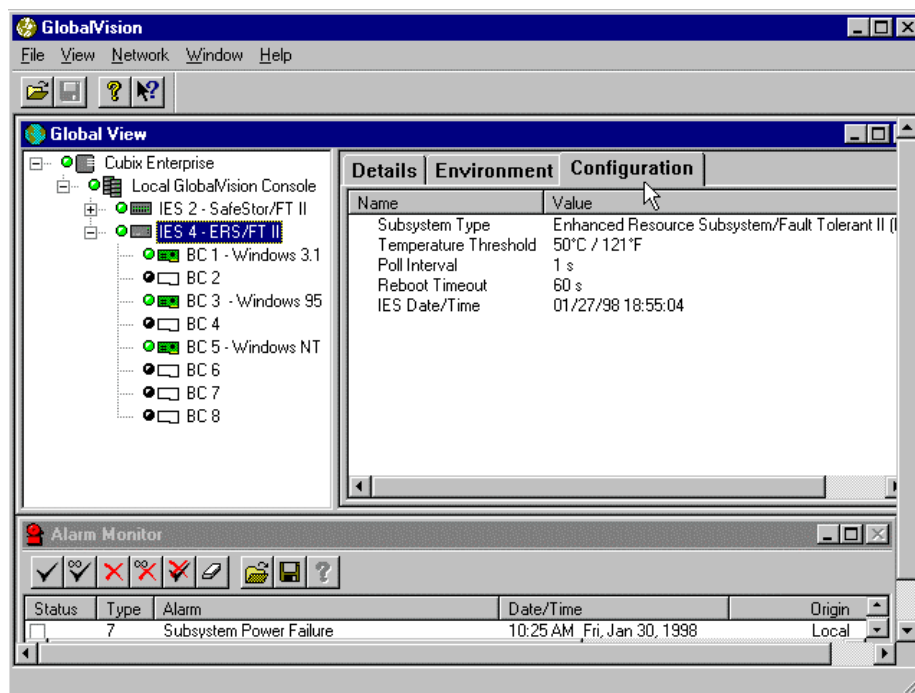 GlobalVision
File View Network Window Help
Global View
Cubix Enterprise
Local GlobalVision Console
IES 2 - SafeStor/FT II
IES 4 - ERS/FT II
BC 1 - Windows 3.1
BC 2
BC 3 - Windows 95
BC 4
BC 5 - Windows NT
BC 6
BC 7
BC 8
Details Environment Configuration
Name Value
Subsystem Type Enhanced Resource Subsystem/Fault Tolerant II (
Temperature Threshold 50°C / 121°F
Poll Interval 1 s
Reboot Timeout 60 s
IES Date/Time 01/27/98 18:55:04
Alarm Monitor
Status Type Alarm Date/Time Origin
7 Subsystem Power Failure 10:25 AM Fri, Jan 30, 1998 Local